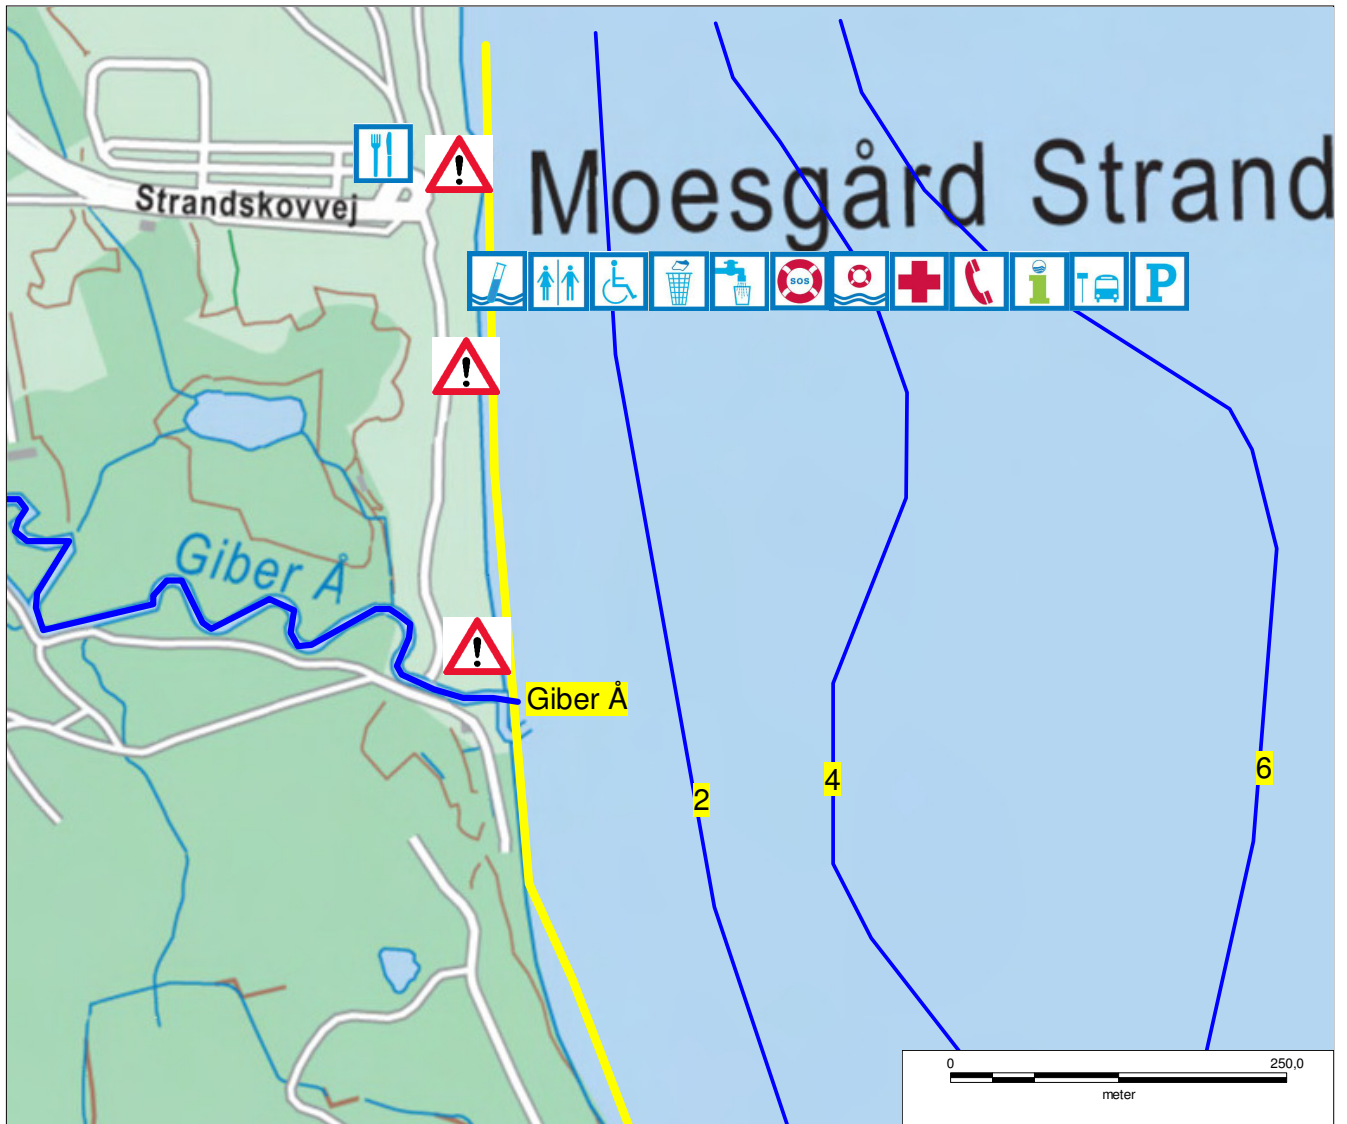 Moesgård Strand
Strandskovvej
SOS
i
P
Giber Å
Giber Å
2
4
6
0 250,0
meter